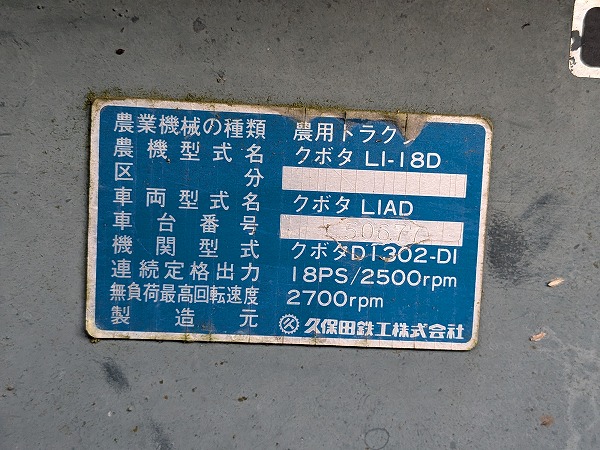 農業機械の種類 農用トラク
農機型式名 クボタ L1-18D
区分
車両型式名 クボタ L1AD
車台番号 5067
機関型式 クボタD1302-D1
連続定格出力 18PS/2500rpm
無負荷最高回転速度 2700rpm
製造元 久保田鉄工株式会社